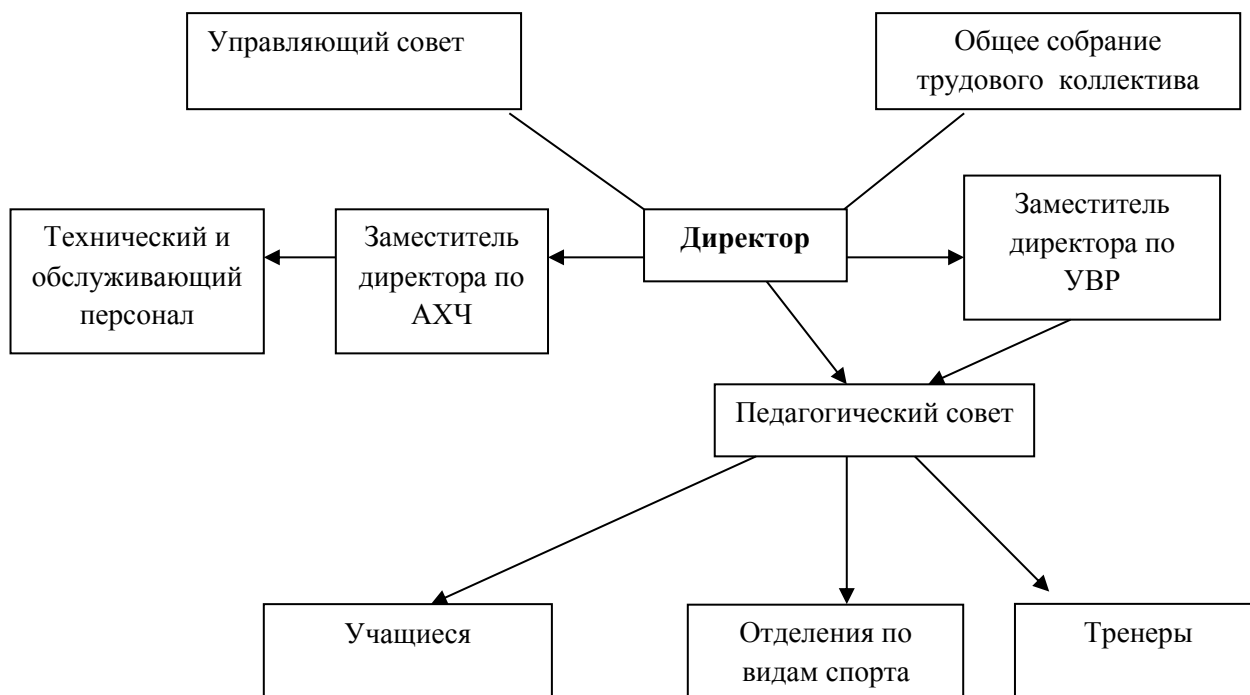 Управляющий совет
Общее собрание
трудового коллектива
Технический и
обслуживающий
персонал
Заместитель
директора по
АХЧ
Директор
Заместитель
директора по
УВР
Педагогический совет
Учащиеся
Отделения по
видам спорта
Тренеры